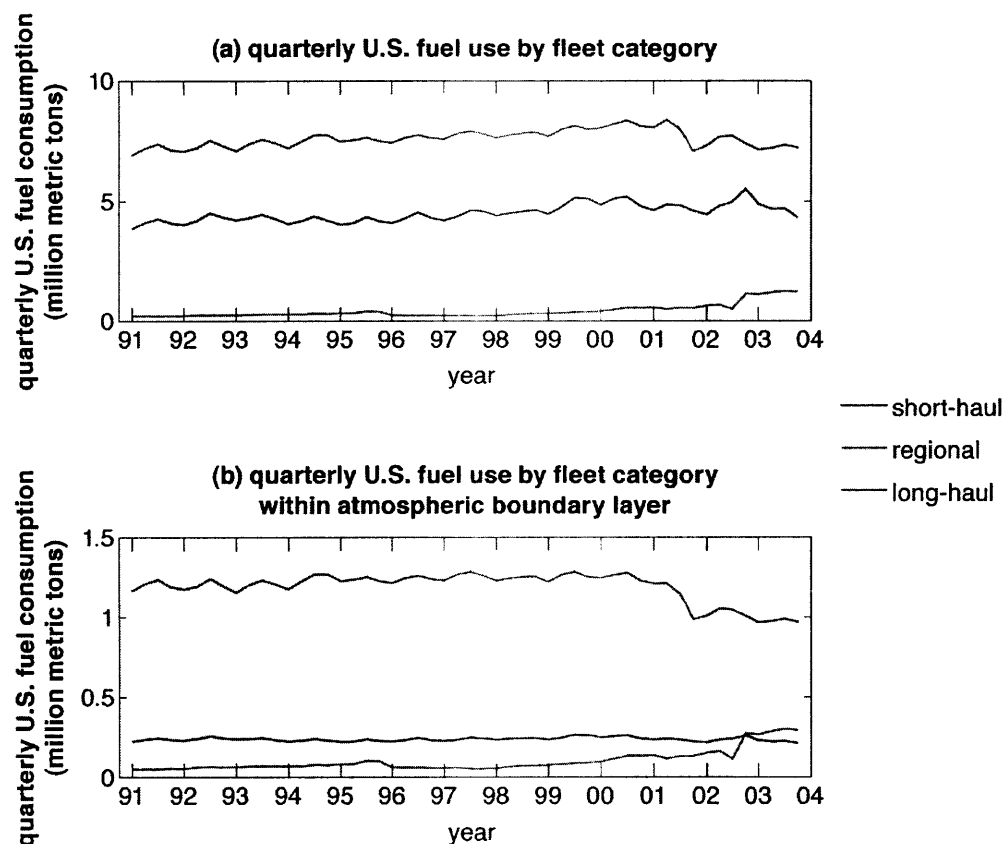 (a) quarterly U.S. fuel use by fleet category
quarterly U.S. fuel consumption
(million metric tons)
10
5
0
91 92 93 94 95 96 97 98 99 00 01 02 03 04
year
short-haul
regional
long-haul
(b) quarterly U.S. fuel use by fleet category
within atmospheric boundary layer
quarterly U.S. fuel consumption
(million metric tons)
1.5
1
0.5
0
91 92 93 94 95 96 97 98 99 00 01 02 03 04
year